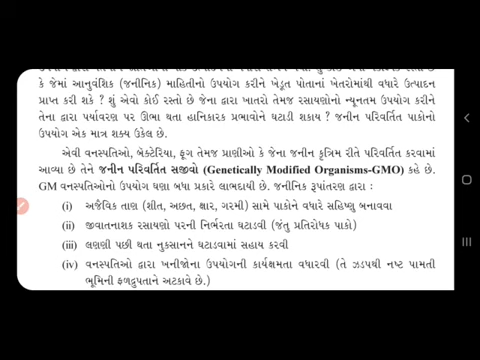 કે જેમાં આનુવંશિક (જનીનિક) માહિતીનો ઉપયોગ કરીને ખેડૂત પોતાનાં ખેતરોમાંથી વધારે ઉત્પાદન
પ્રાપ્ત કરી શકે ? શું એવો કોઈ રસ્તો છે જેના દ્વારા ખાતરો તેમજ રસાયણોનો ન્યૂનતમ ઉપયોગ કરીને
તેના દ્વારા પર્યાવરણ પર ઊભા થતા હાનિકારક પ્રભાવોને ઘટાડી શકાય ? જનીન પરિવર્તિત પાકોનો
ઉપયોગ એક માત્ર શક્ય ઉકેલ છે.
એવી વનસ્પતિઓ, બેક્ટેરિયા, ફૂગ તેમજ પ્રાણીઓ કે જેના જનીન કૃત્રિમ રીતે પરિવર્તિત કરવામાં
આવ્યા છે તેને જનીન પરિવર્તિત સજીવો (Genetically Modified Organisms-GMO) કહે છે.
GM વનસ્પતિઓનો ઉપયોગ ઘણા બધા પ્રકારે લાભદાયી છે. જનીનિક રૂપાંતરણ દ્વારા :
(i) અજૈવિક તાણ (શીત, અછત, ક્ષાર, ગરમી) સામે પાકોને વધારે સહિષ્ણુ બનાવવા
(ii) જીવાતનાશક રસાયણો પરની નિર્ભરતા ઘટાડવી (જંતુ પ્રતિરોધક પાકો)
(iii) લણણી પછી થતા નુકસાનને ઘટાડવામાં સહાય કરવી
(iv) વનસ્પતિઓ દ્વારા ખનીજોના ઉપયોગની કાર્યક્ષમતા વધારવી (તે ઝડપથી નષ્ટ પામતી
ભૂમિની ફળદ્રુપતાને અટકાવે છે.)